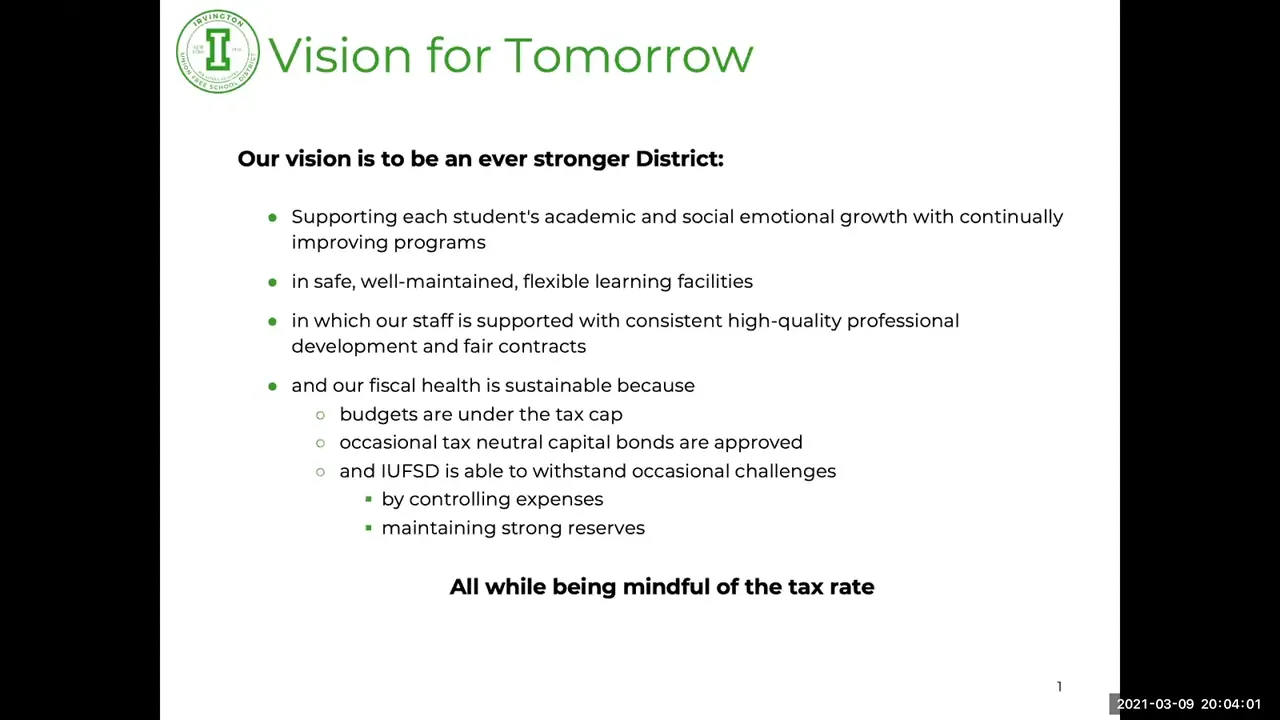 IRVINGTON
UNION FREE SCHOOL DISTRICT
I
Vision for Tomorrow
Our vision is to be an ever stronger District:
● Supporting each student's academic and social emotional growth with continually
improving programs
● in safe, well-maintained, flexible learning facilities
● in which our staff is supported with consistent high-quality professional
development and fair contracts
● and our fiscal health is sustainable because
○ budgets are under the tax cap
○ occasional tax neutral capital bonds are approved
○ and IUFSD is able to withstand occasional challenges
▪ by controlling expenses
▪ maintaining strong reserves
All while being mindful of the tax rate
1
2021-03-09 20:04:01